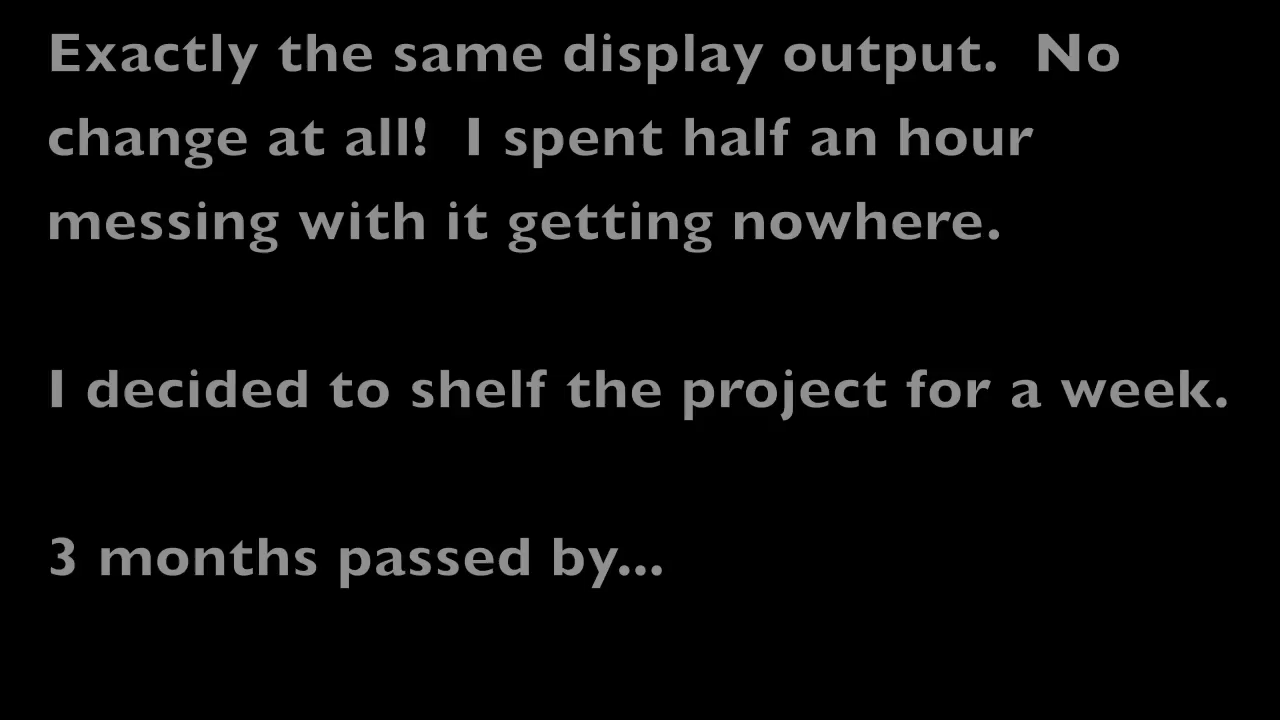 Exactly the same display output.  No
change at all!  I spent half an hour
messing with it getting nowhere.
I decided to shelf the project for a week.
3 months passed by...